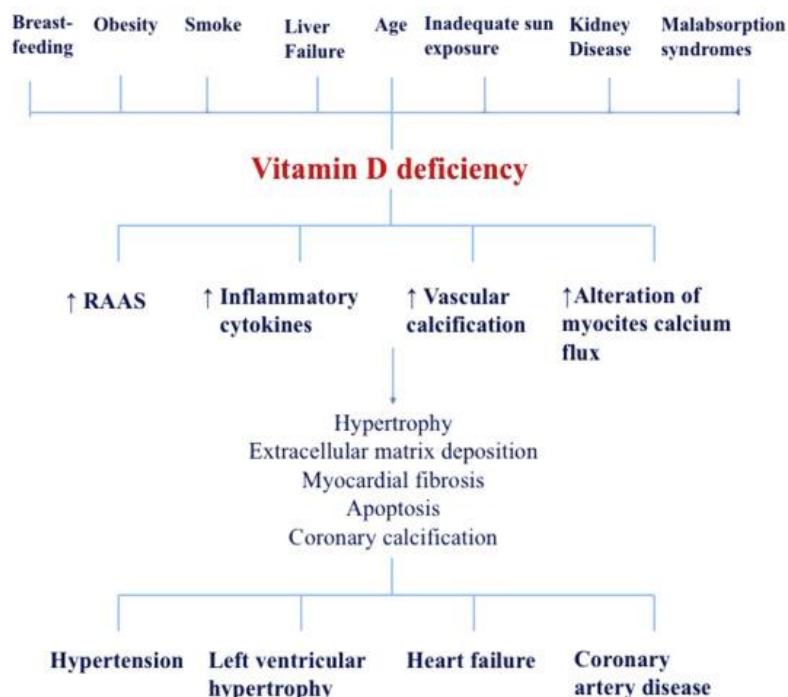 Breast-
feeding
Obesity
Smoke
Liver
Failure
Age
Inadequate sun
exposure
Kidney
Disease
Malabsorption
syndromes
Vitamin D deficiency
↑ RAAS
↑ Inflammatory
cytokines
↑ Vascular
calcification
↑Alteration of
myocites calcium
flux
Hypertrophy
Extracellular matrix deposition
Myocardial fibrosis
Apoptosis
Coronary calcification
Hypertension
Left ventricular
hypertrophy
Heart failure
Coronary
artery disease